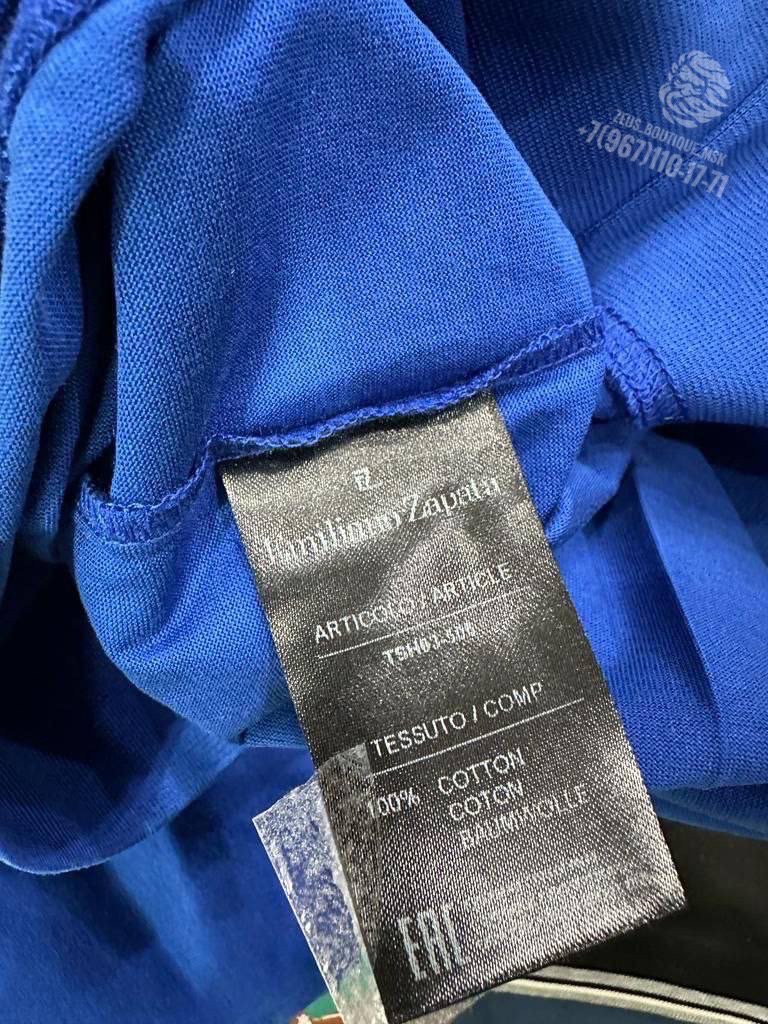 ZEUS_BOUTIQUE_MSK
+7(967)110-17-71
EZ
Emiliano Zapata
ARTICOLO / ARTICLE
TESSUTO / COMP
100% COTTON
COTON
BAUMWOLLE
EAC